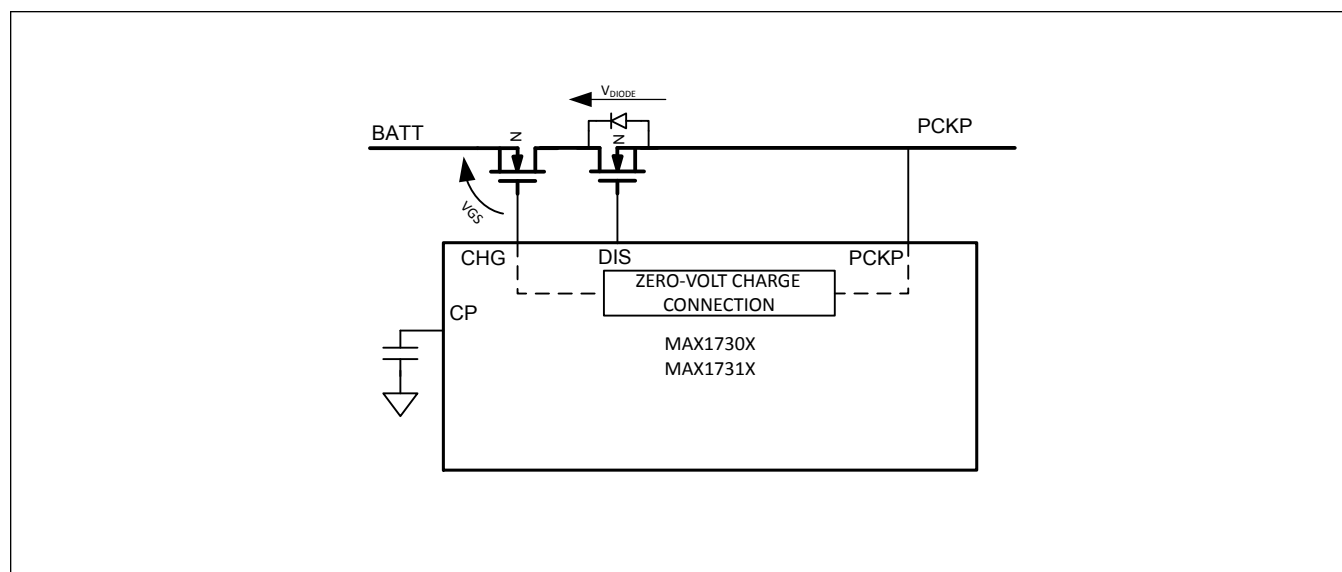 VDIODE
BATT
N
N
PCKP
VGS
CHG
DIS
PCKP
ZERO-VOLT CHARGE
CONNECTION
CP
MAX1730X
MAX1731X